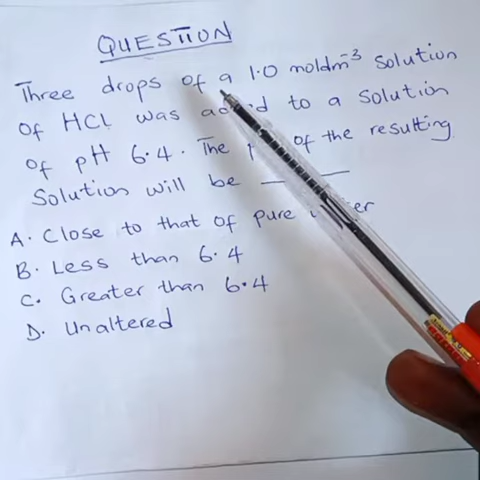 QUESTION
Three drops of a 1.0 moldm⁻³ solution
of HCl was to a solution
of pH 6.4. The of the resulting
Solution will be ______
A. Close to that of pure
B. Less than 6.4
C. Greater than 6.4
D. Unaltered